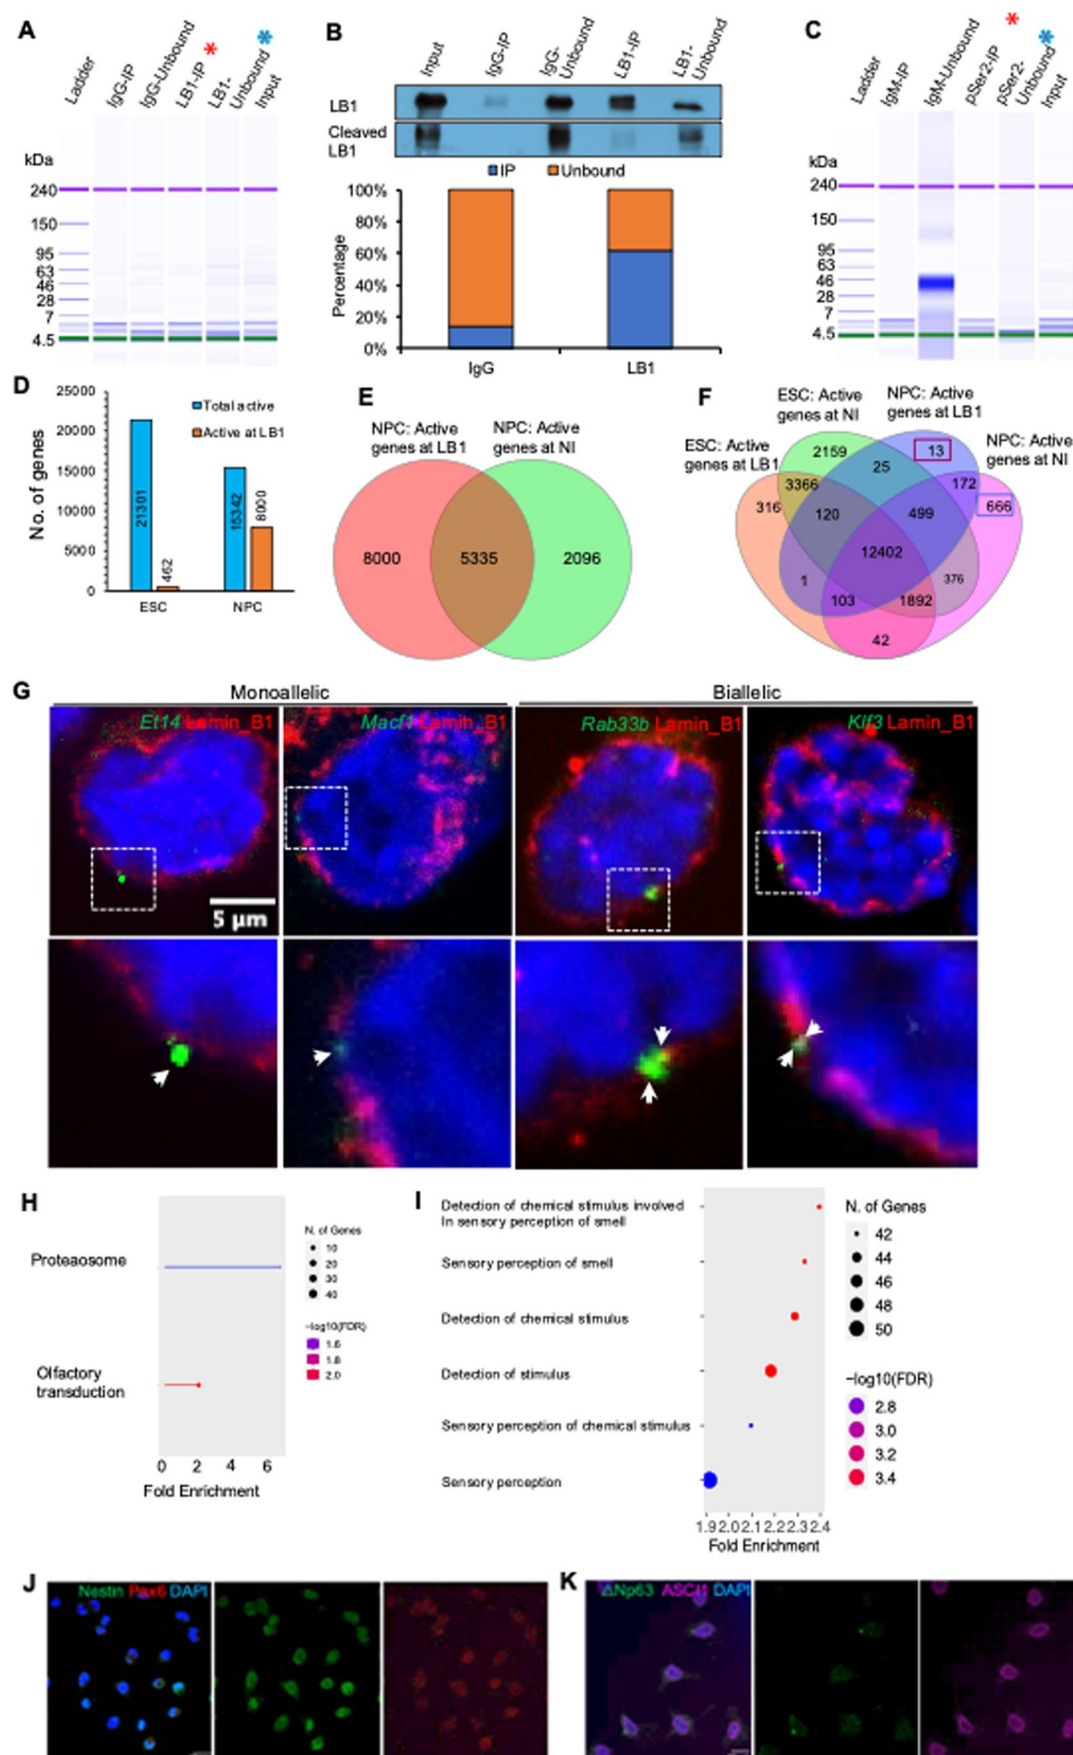 A
Ladder
IgG-IP
IgG-Unbound
LB1-IP
*
LB1-
Unbound
*
Input
kDa
240
150
95
63
46
28
7
4.5
B
Input
IgG-IP
IgG-
Unbound
LB1-IP
LB1-
Unbound
LB1
Cleaved
LB1
IP
Unbound
Percentage
100%
80%
60%
40%
20%
0%
IgG
LB1
C
Ladder
IgM-IP
IgM-Unbound
pSer2-IP
*
pSer2-
Unbound
*
Input
kDa
240
150
95
63
46
28
7
4.5
D
No. of genes
25000
20000
15000
10000
5000
0
Total active
Active at LB1
21301
462
15342
8000
ESC
NPC
E
NPC: Active
genes at LB1
NPC: Active
genes at NI
8000
5335
2096
F
ESC: Active
genes at NI
NPC: Active
genes at LB1
ESC: Active
genes at LB1
NPC: Active
genes at NI
2159
25
13
3366
172
316
120
499
666
12402
1
376
103
1892
42
G
Monoallelic
Biallelic
Et14 Lamin_B1
Macf1 Lamin_B1
Rab33b Lamin_B1
Klf3 Lamin_B1
5 µm
H
Proteaosome
Olfactory
transduction
0 2 4 6
Fold Enrichment
N. of Genes
10
20
30
40
−log10(FDR)
1.6
1.8
2.0
I
Detection of chemical stimulus involved
In sensory perception of smell
Sensory perception of smell
Detection of chemical stimulus
Detection of stimulus
Sensory perception of chemical stimulus
Sensory perception
1.9 2.0 2.1 2.2 2.3 2.4
Fold Enrichment
N. of Genes
42
44
46
48
50
−log10(FDR)
2.8
3.0
3.2
3.4
J
Nestin Pax6 DAPI
K
ΔNp63 ASCl1 DAPI